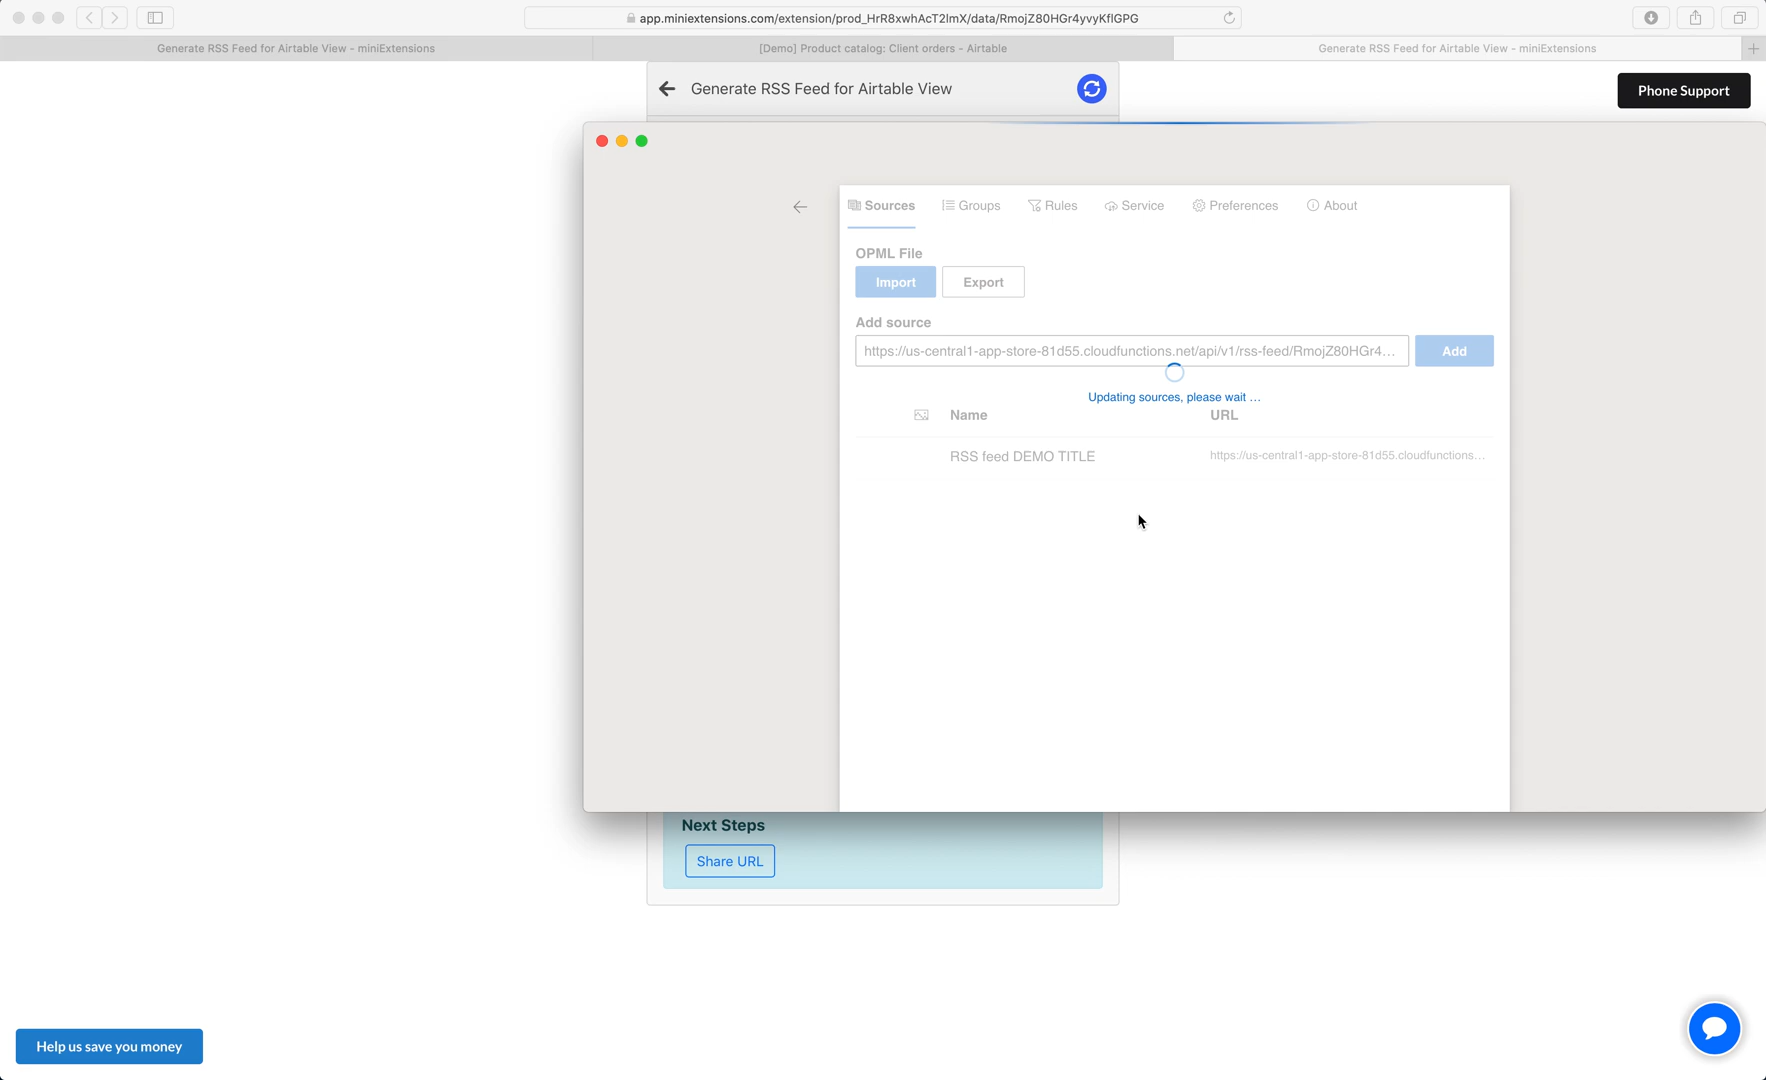 app.miniextensions.com/extension/prod_HrR8xwhAcT2lmX/data/RmojZ80HGr4yvyKflGPG
Generate RSS Feed for Airtable View - miniExtensions
[Demo] Product catalog: Client orders - Airtable
Generate RSS Feed for Airtable View - miniExtensions
Generate RSS Feed for Airtable View
Phone Support
Sources
Groups
Rules
Service
Preferences
About
OPML File
Import
Export
Add source
https://us-central1-app-store-81d55.cloudfunctions.net/api/v1/rss-feed/RmojZ80HGr4...
Add
Updating sources, please wait ...
Name
URL
RSS feed DEMO TITLE
https://us-central1-app-store-81d55.cloudfunctions...
Next Steps
Share URL
Help us save you money